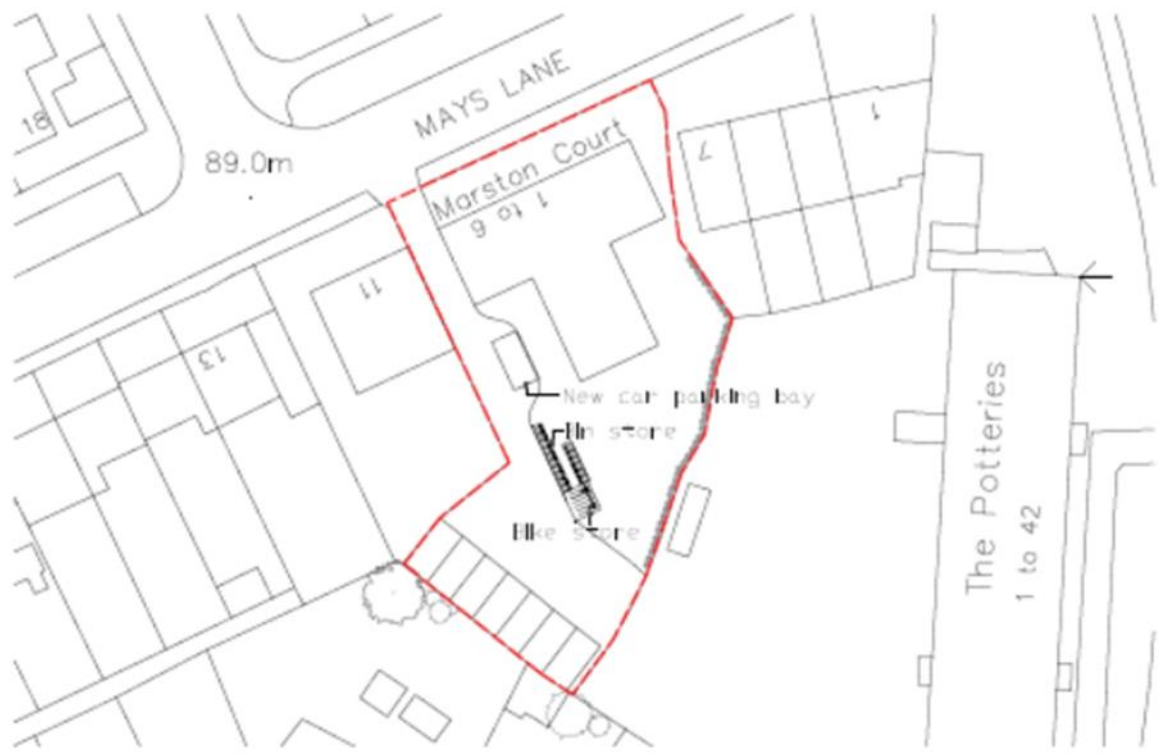 MAYS LANE
18
89.0m
Marston Court
1 to 6
7
1
11
13
New car parking bay
Bin store
Bike store
The Potteries
1 to 42